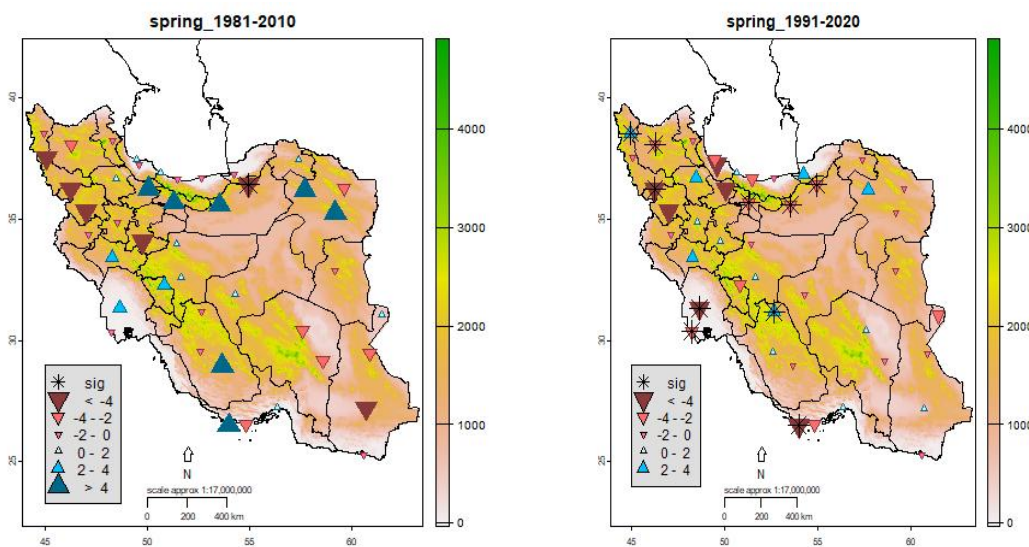 spring_1981-2010
40
35
30
25
45
50
55
60
4000
3000
2000
1000
0
sig
< -4
-4 --2
-2 - 0
0 - 2
2 - 4
> 4
N
scale approx 1:17,000,000
0 200 400 km
spring_1991-2020
40
35
30
25
45
50
55
60
4000
3000
2000
1000
0
sig
< -4
-4 --2
-2 - 0
0 - 2
2 - 4
N
scale approx 1:17,000,000
0 200 400 km